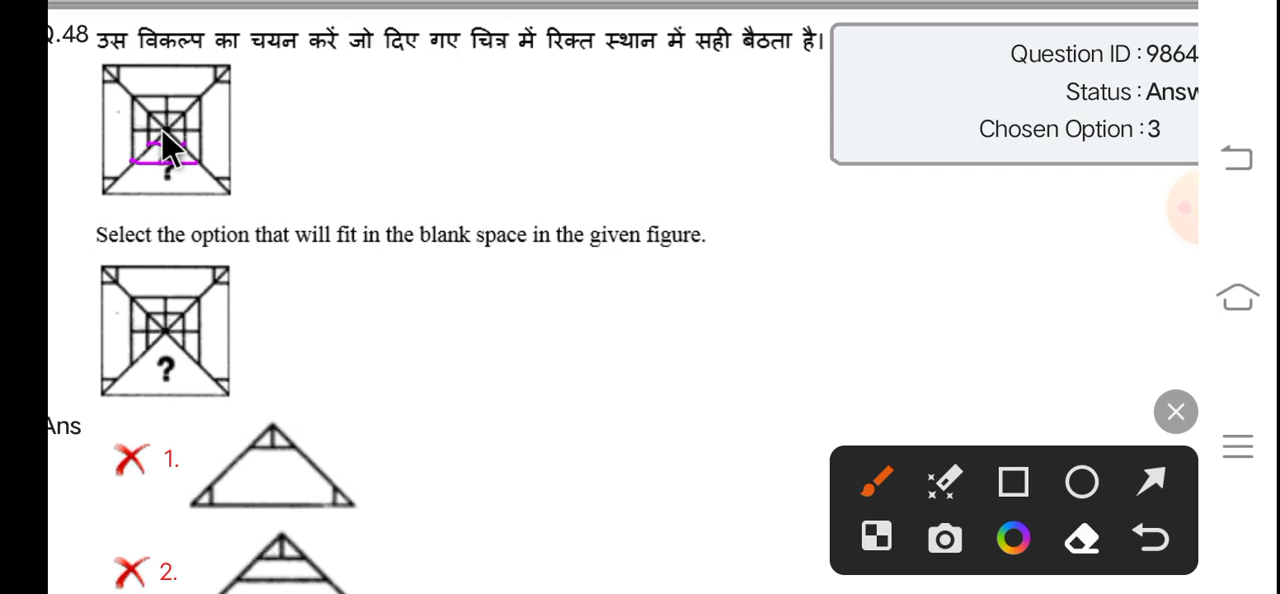 Q.48 उस विकल्प का चयन करें जो दिए गए चित्र में रिक्त स्थान में सही बैठता है।
Question ID : 9864
Status : Answ
Chosen Option : 3
?
Select the option that will fit in the blank space in the given figure.
?
Ans
1.
2.